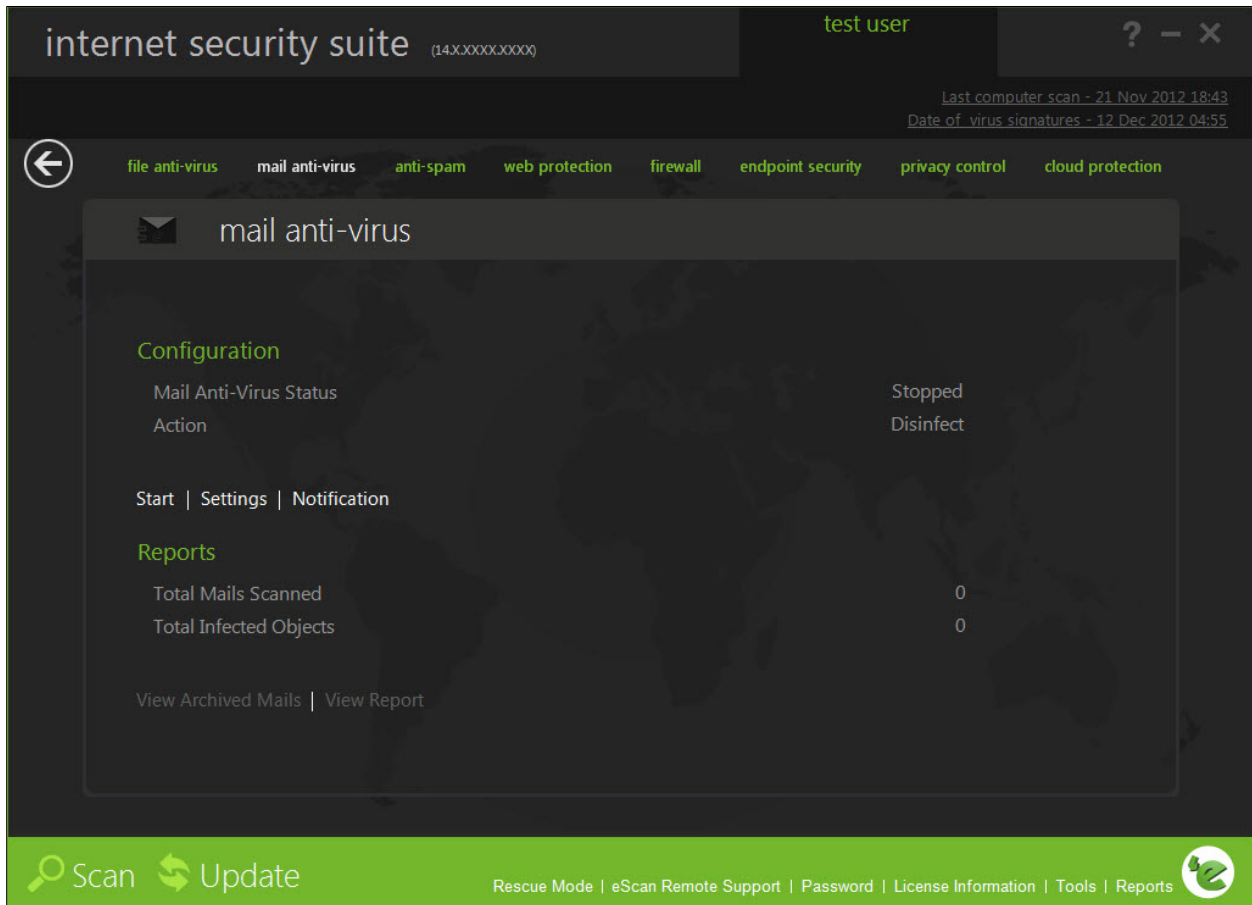 internet security suite (14.X.XXXX.XXXX)
test user
? – ×
Last computer scan - 21 Nov 2012 18:43
Date of virus signatures - 12 Dec 2012 04:55
file anti-virus mail anti-virus anti-spam web protection firewall endpoint security privacy control cloud protection
mail anti-virus
Configuration
Mail Anti-Virus Status Stopped
Action Disinfect
Start | Settings | Notification
Reports
Total Mails Scanned 0
Total Infected Objects 0
View Archived Mails | View Report
Scan Update
Rescue Mode | eScan Remote Support | Password | License Information | Tools | Reports